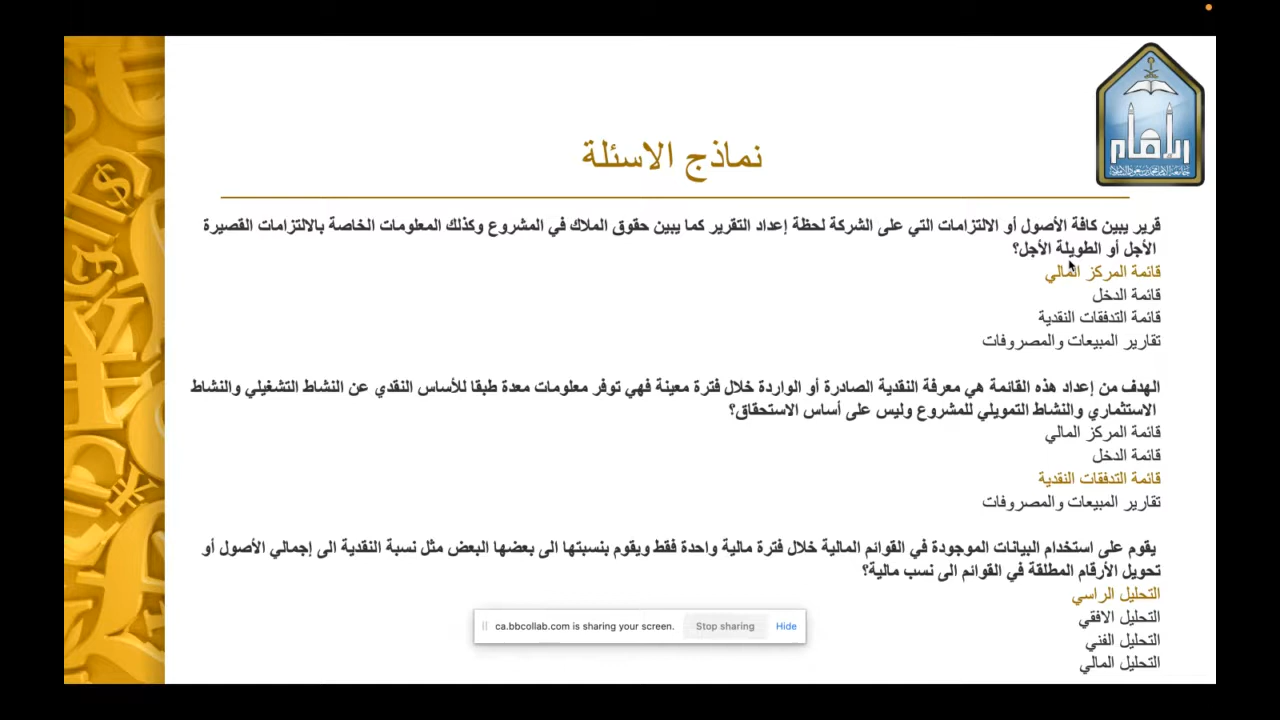 الإمام
جامعة الإمام محمد بن سعود الإسلامية
نماذج الاسئلة
قرير يبين كافة الأصول أو الالتزامات التي على الشركة لحظة إعداد التقرير كما يبين حقوق الملاك في المشروع وكذلك المعلومات الخاصة بالالتزامات القصيرة
الأجل أو الطويلة الأجل؟
قائمة المركز المالي
قائمة الدخل
قائمة التدفقات النقدية
تقارير المبيعات والمصروفات
الهدف من إعداد هذه القائمة هي معرفة النقدية الصادرة أو الواردة خلال فترة معينة فهي توفر معلومات معدة طبقا للأساس النقدي عن النشاط التشغيلي والنشاط
الاستثماري والنشاط التمويلي للمشروع وليس على أساس الاستحقاق؟
قائمة المركز المالي
قائمة الدخل
قائمة التدفقات النقدية
تقارير المبيعات والمصروفات
يقوم على استخدام البيانات الموجودة في القوائم المالية خلال فترة مالية واحدة فقط ويقوم بنسبتها الى بعضها البعض مثل نسبة النقدية الى إجمالي الأصول أو
تحويل الأرقام المطلقة في القوائم الى نسب مالية؟
التحليل الراسي
التحليل الافقي
التحليل الفني
التحليل المالي
ca.bbcollab.com is sharing your screen. Stop sharing Hide